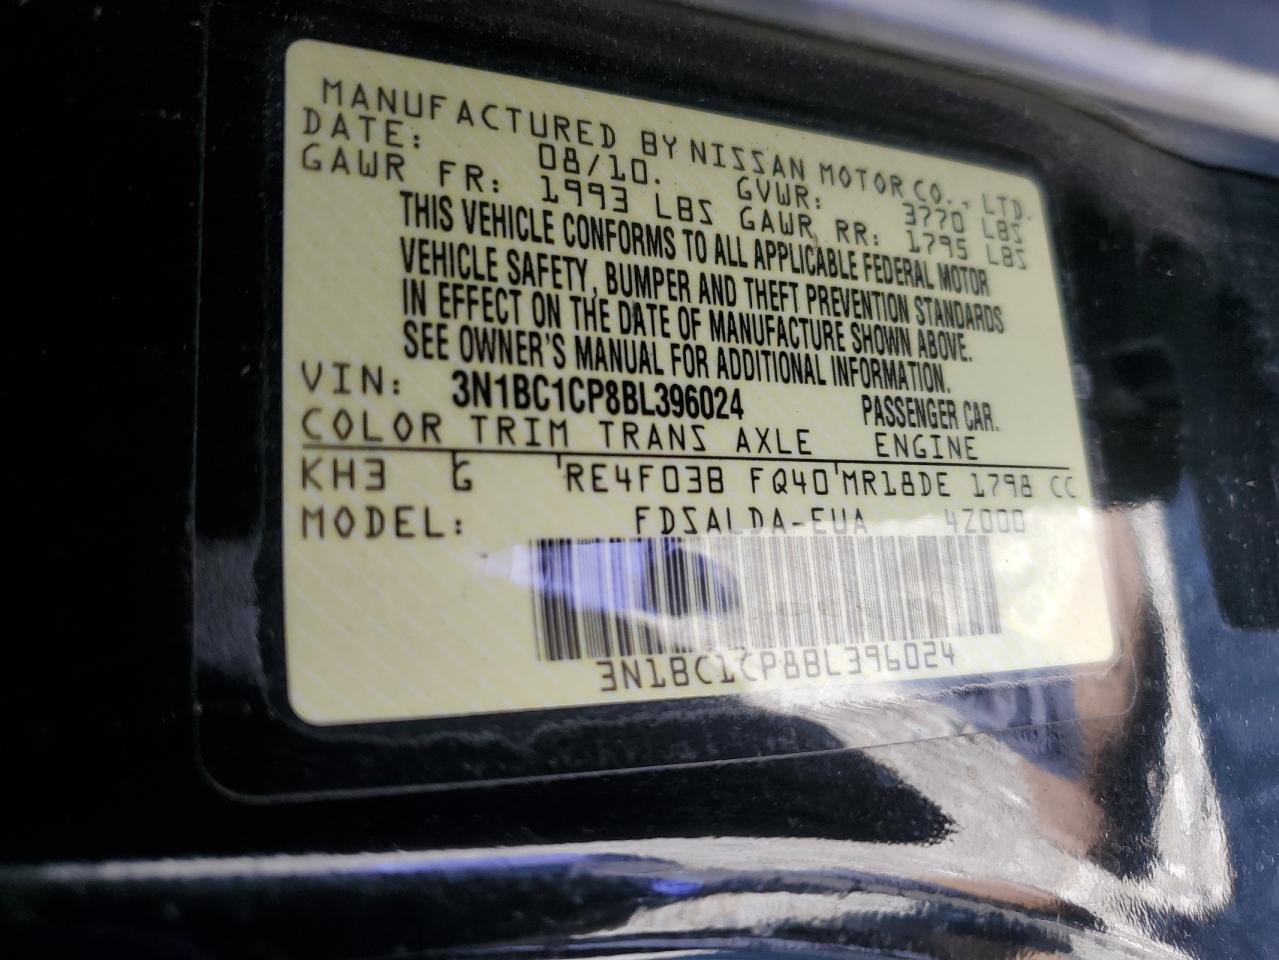 MANUFACTURED BY NISSAN MOTOR CO., LTD.
DATE: 08/10. GVWR: 3770 LBS
GAWR FR: 1993 LBS GAWR RR: 1795 LBS
THIS VEHICLE CONFORMS TO ALL APPLICABLE FEDERAL MOTOR
VEHICLE SAFETY, BUMPER AND THEFT PREVENTION STANDARDS
IN EFFECT ON THE DATE OF MANUFACTURE SHOWN ABOVE.
SEE OWNER'S MANUAL FOR ADDITIONAL INFORMATION.
VIN: 3N1BC1CP8BL396024 PASSENGER CAR.
COLOR TRIM TRANS AXLE ENGINE
KH3 G RE4F03B FQ40 MR18DE 1798 CC
MODEL: FDSALDA-EUA 4Z000
3N1BC1CP8BL396024